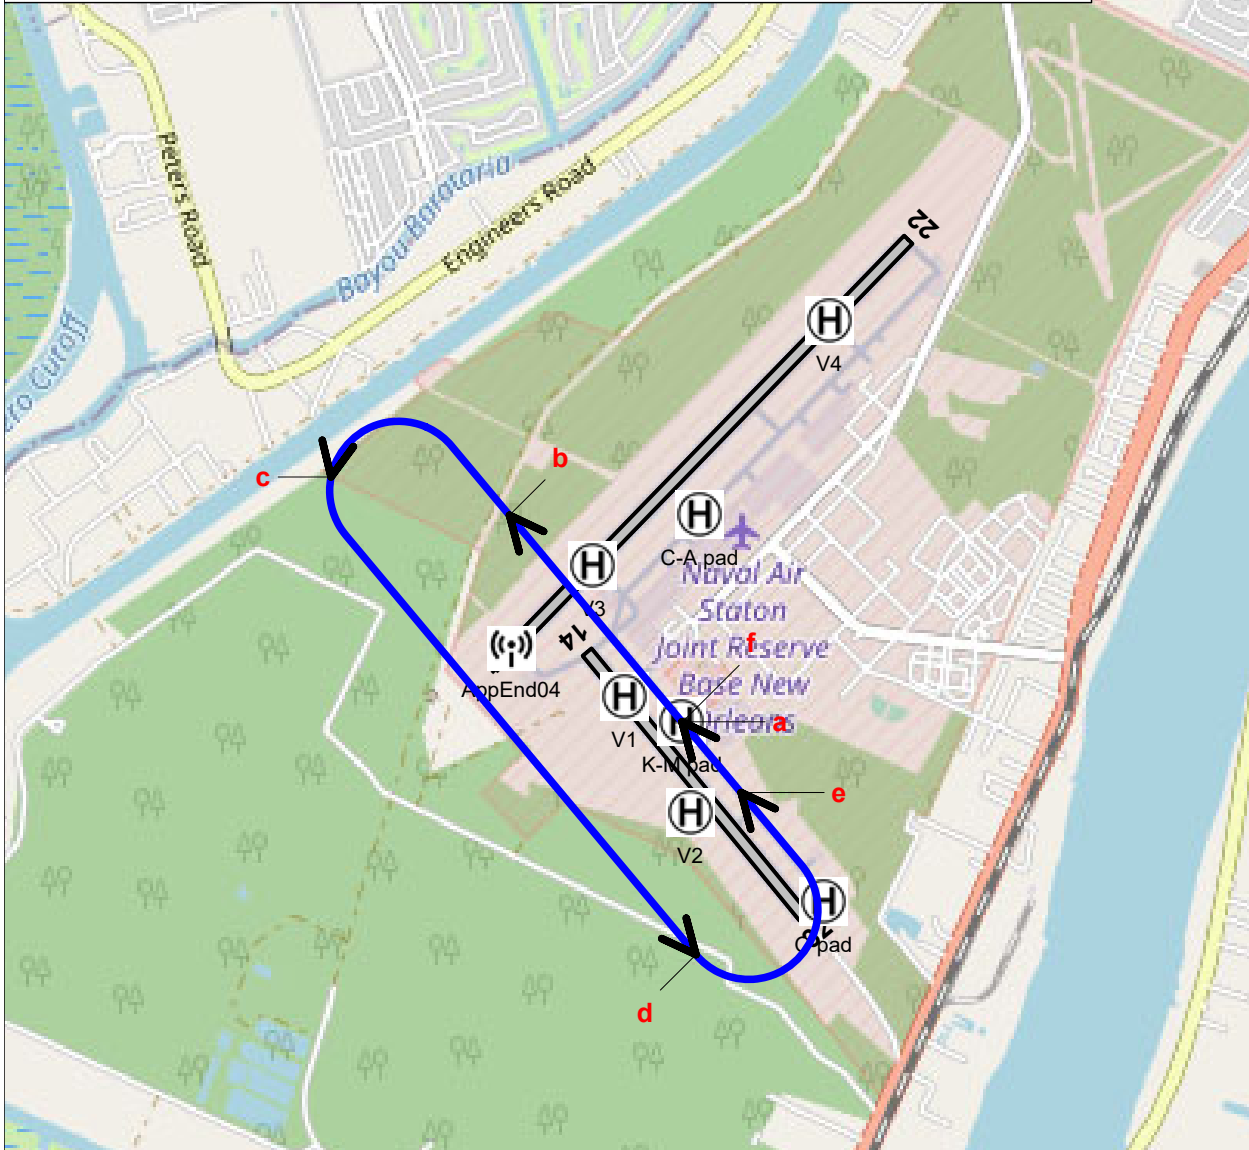 Peters Road
Bayou Barataria
Engineers Road
ero Cutoff
22
H
V4
c
b
H
C-A pad
H
V3
14
Naval Air
Staton
Joint Reserve
Base New
Orleans
f
AppEnd04
H
V1
H
a
K-M pad
e
H
V2
H
pad
d